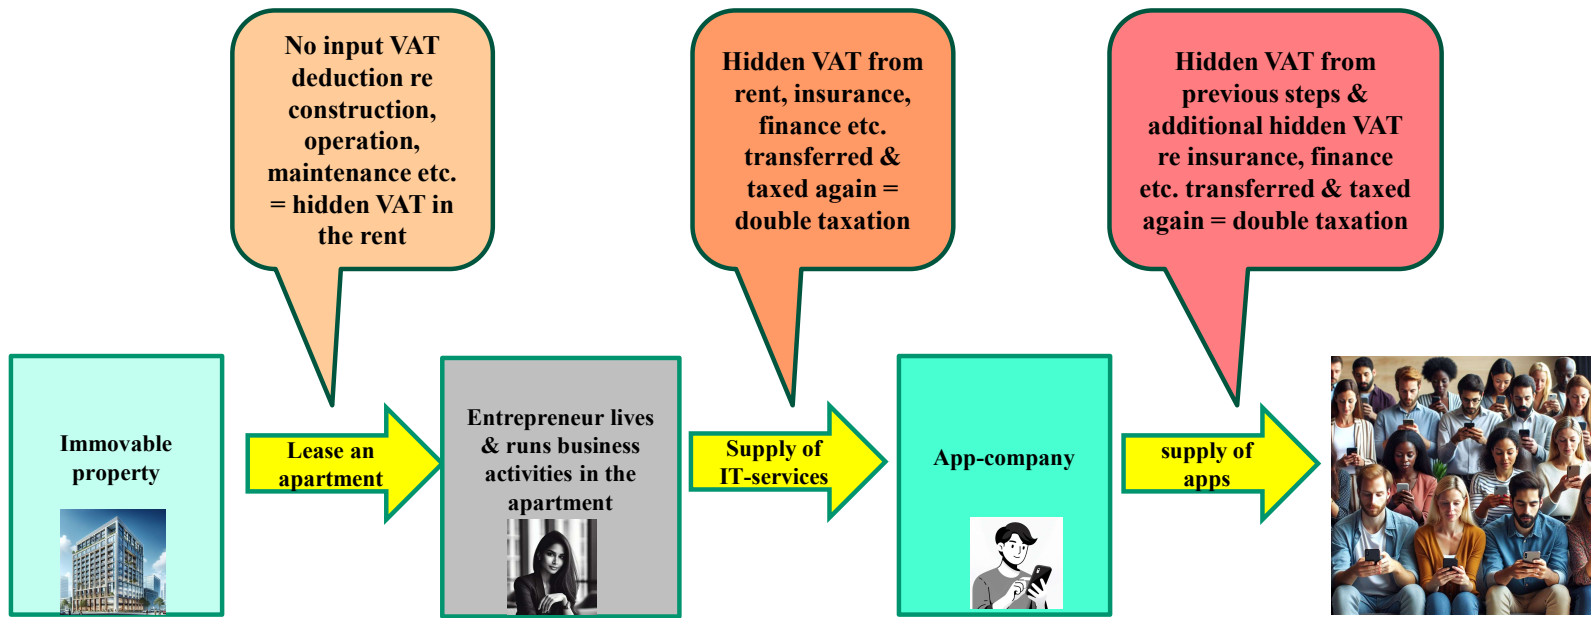 No input VAT
deduction re
construction,
operation,
maintenance etc.
= hidden VAT in
the rent
Hidden VAT from
rent, insurance,
finance etc.
transferred &
taxed again =
double taxation
Hidden VAT from
previous steps &
additional hidden VAT
re insurance, finance
etc. transferred & taxed
again = double taxation
Immovable
property
Lease an
apartment
Entrepreneur lives
& runs business
activities in the
apartment
Supply of
IT-services
App-company
supply of
apps